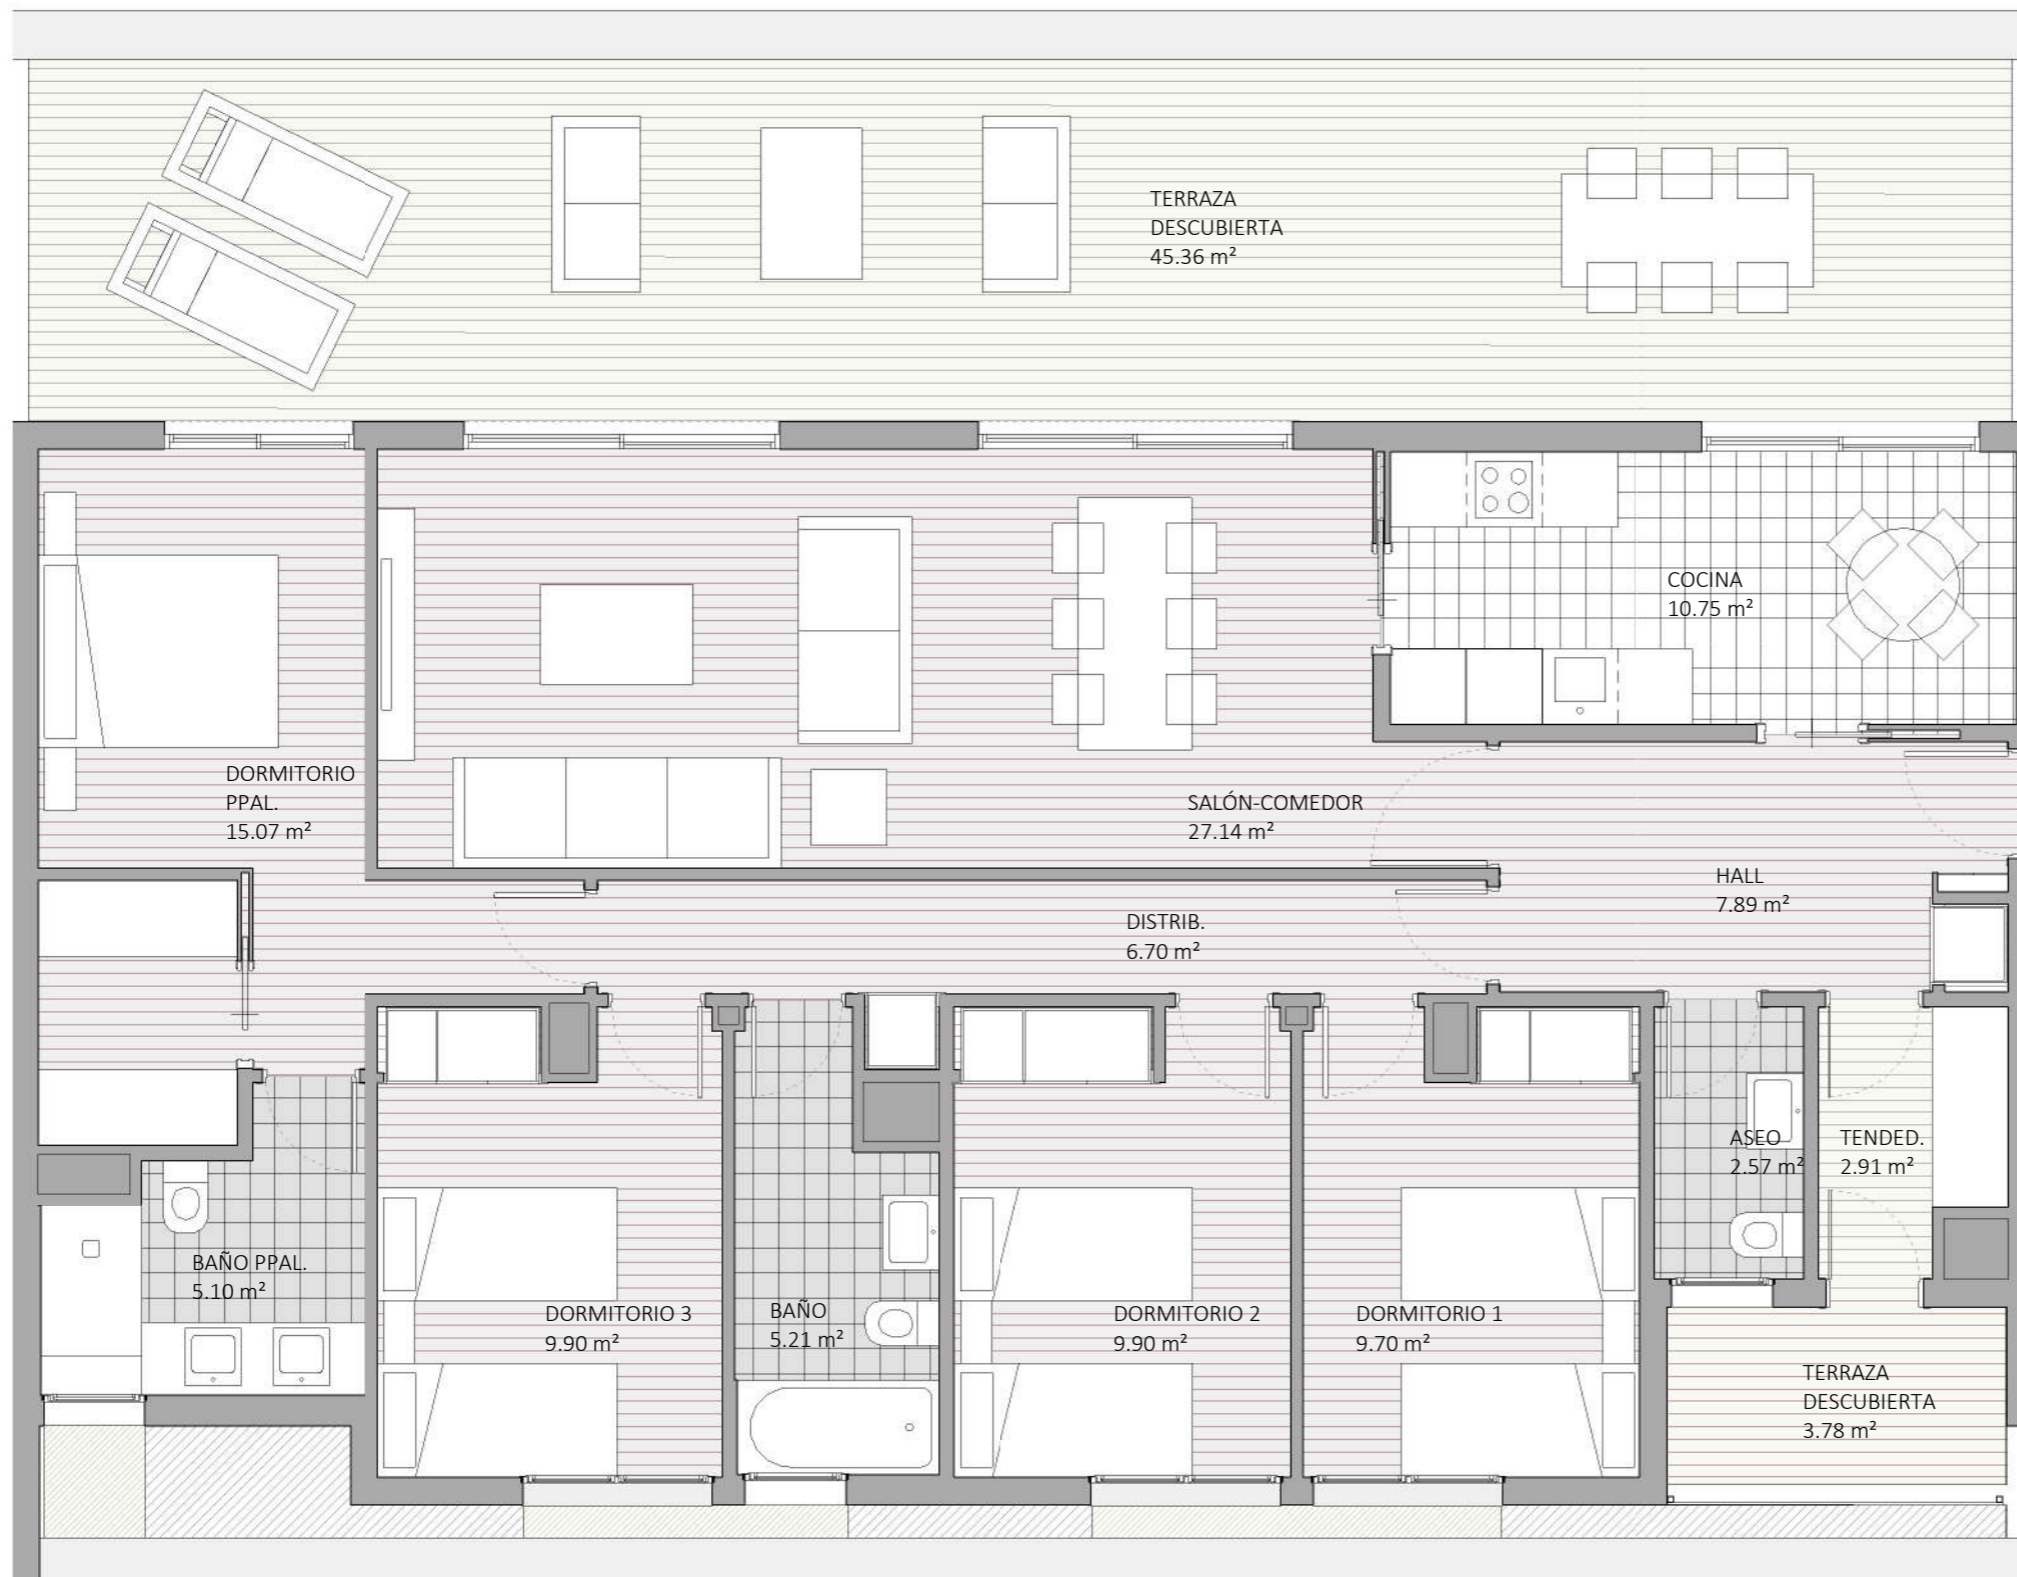 TERRAZA
DESCUBIERTA
45.36 m²
COCINA
10.75 m²
DORMITORIO
PPAL.
15.07 m²
SALÓN-COMEDOR
27.14 m²
HALL
7.89 m²
DISTRIB.
6.70 m²
ASEO
2.57 m²
TENDED.
2.91 m²
BAÑO PPAL.
5.10 m²
DORMITORIO 3
9.90 m²
BAÑO
5.21 m²
DORMITORIO 2
9.90 m²
DORMITORIO 1
9.70 m²
TERRAZA
DESCUBIERTA
3.78 m²